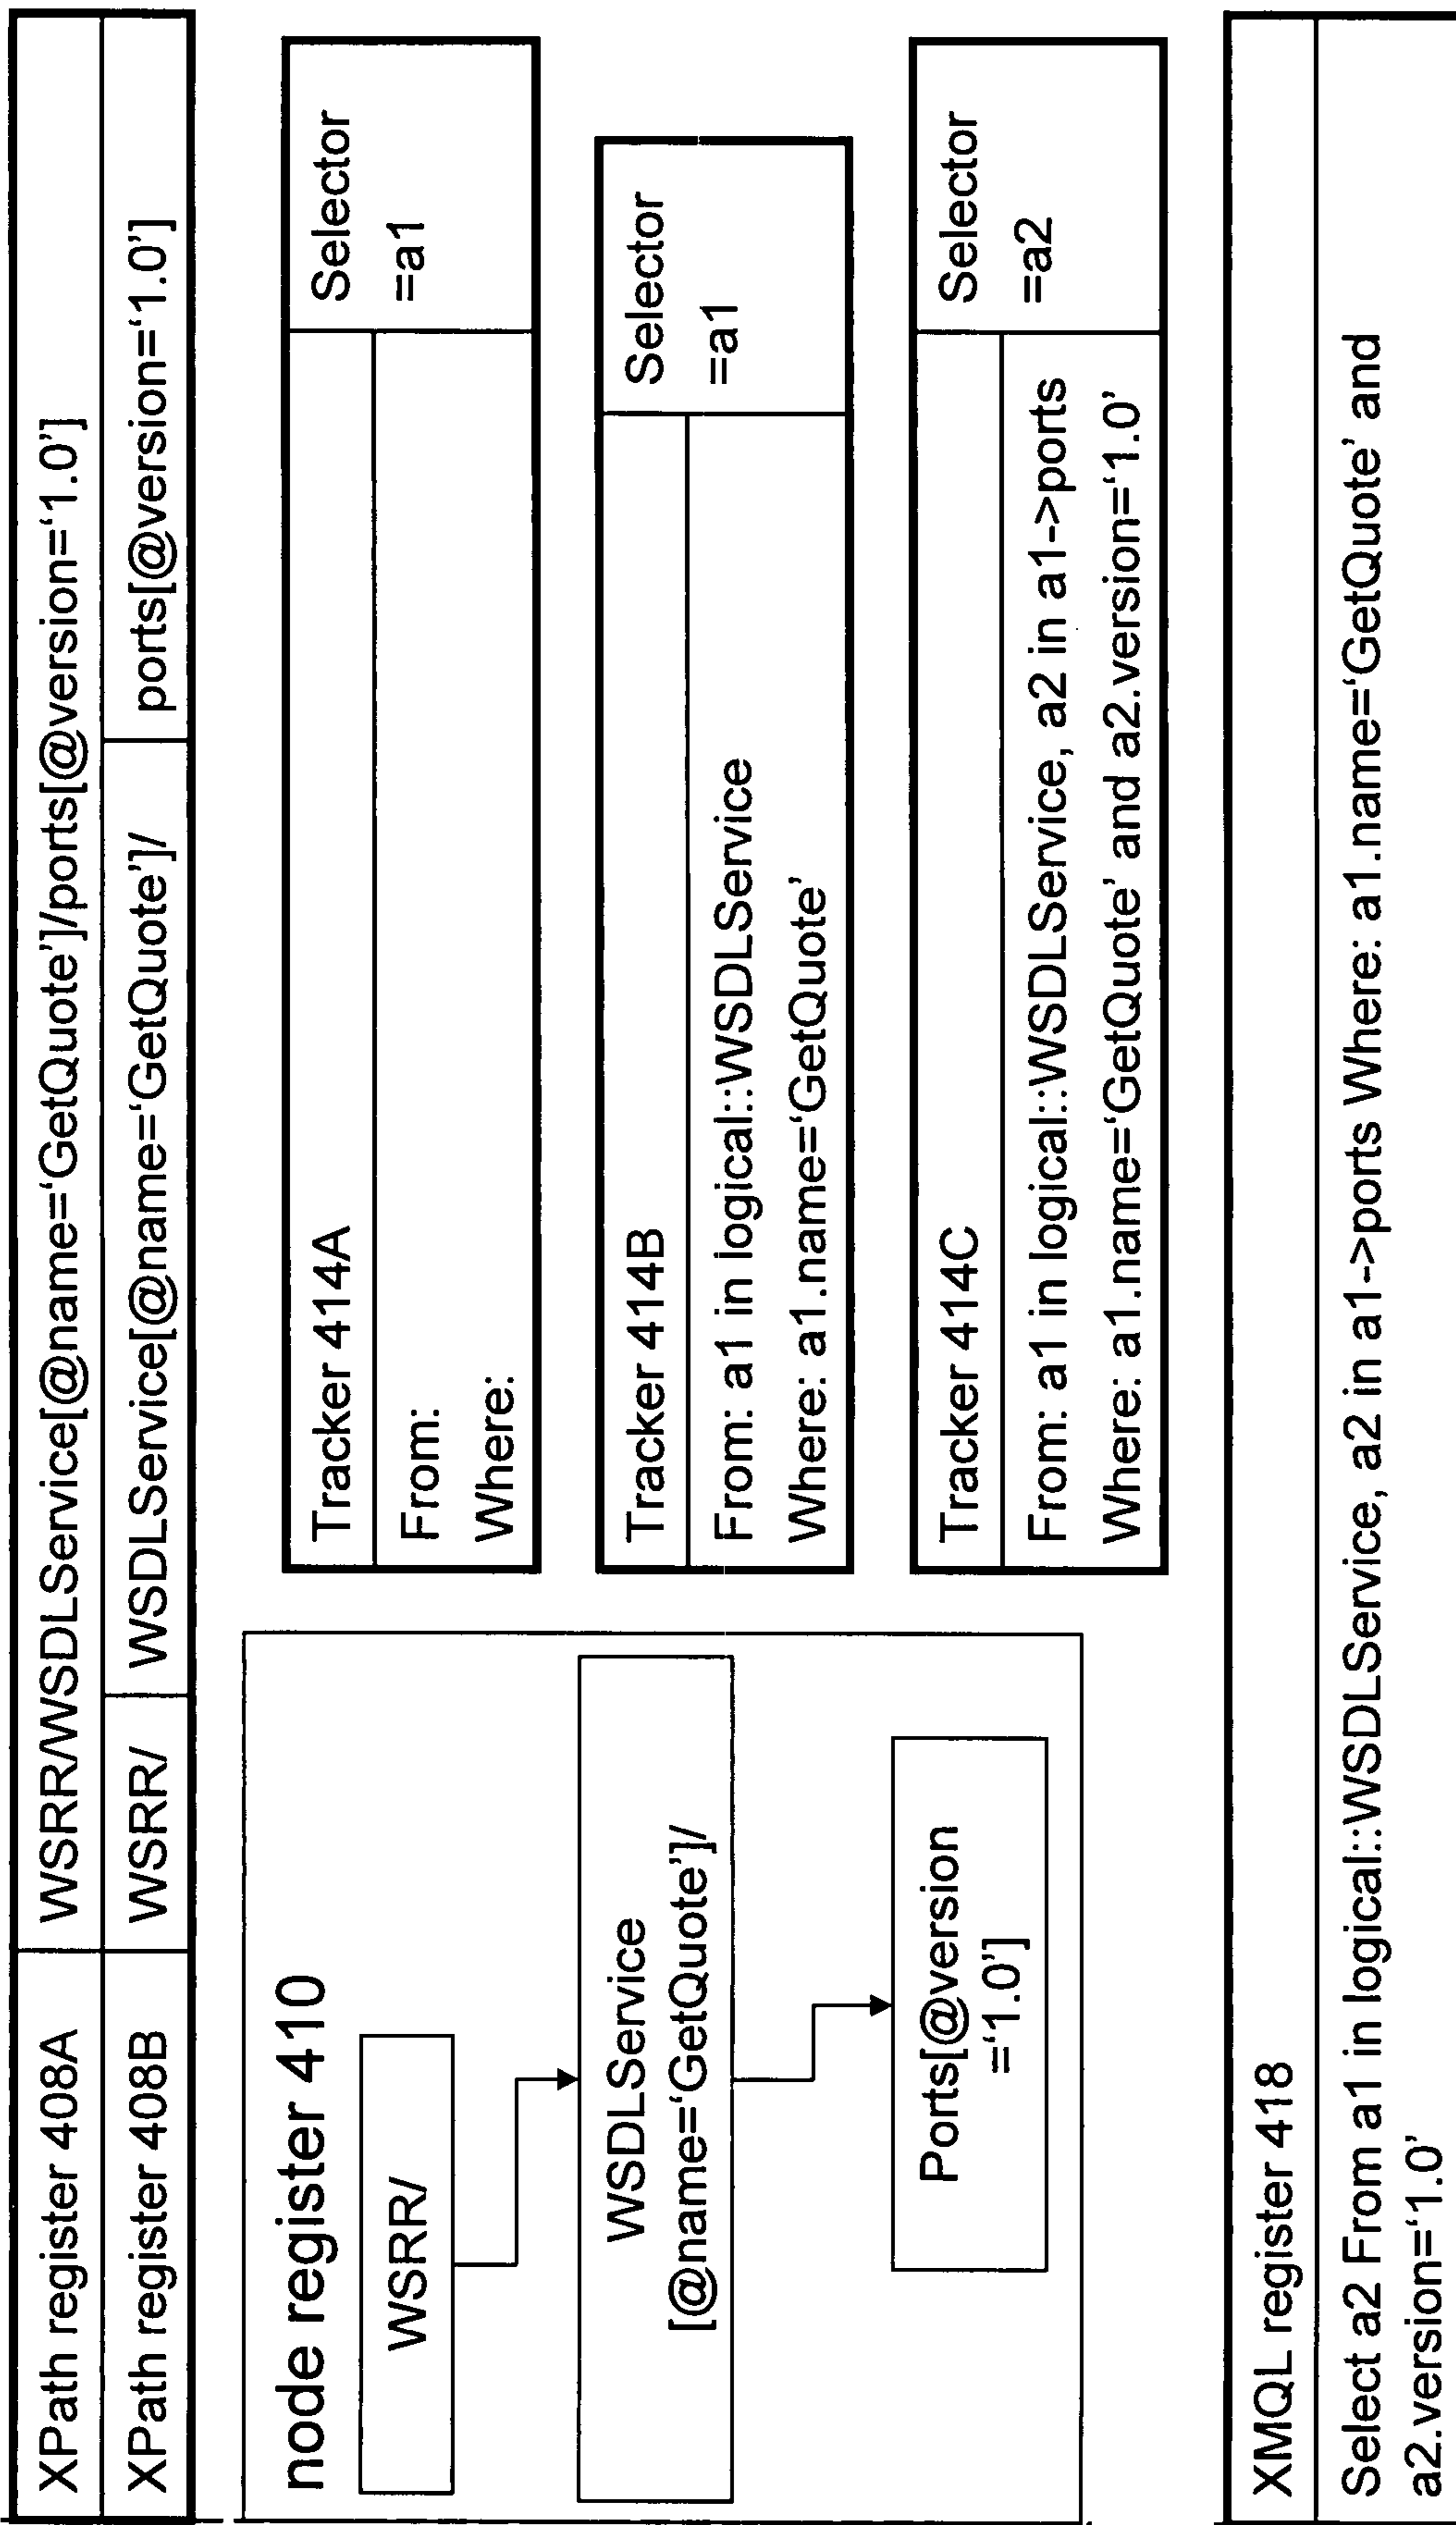 XPath register 408A
WSRR/WSDLService[@name=‘GetQuote’]/ports[@version=‘1.0’]
XPath register 408B
WSRR/
WSDLService[@name=‘GetQuote’]/
ports[@version=‘1.0’]
node register 410
WSRR/
WSDLService
[@name=‘GetQuote’]/
Ports[@version
=‘1.0’]
Tracker 414A
Selector
=a1
From:
Where:
Tracker 414B
Selector
=a1
From: a1 in logical::WSDLService
Where: a1.name=‘GetQuote’
Tracker 414C
Selector
=a2
From: a1 in logical::WSDLService, a2 in a1->ports
Where: a1.name=‘GetQuote’ and a2.version=‘1.0’
XMQL register 418
Select a2 From a1 in logical::WSDLService, a2 in a1->ports Where: a1.name=‘GetQuote’ and
a2.version=‘1.0’